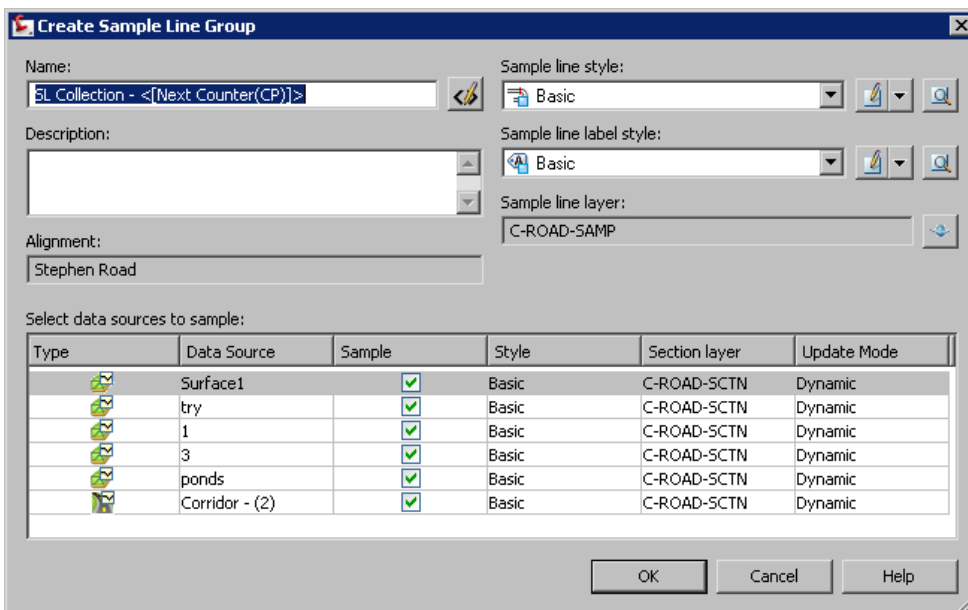 Create Sample Line Group
Name:
SL Collection - <[Next Counter(CP)]>
Description:
Alignment:
Stephen Road
Sample line style:
Basic
Sample line label style:
Basic
Sample line layer:
C-ROAD-SAMP
Select data sources to sample:
Type Data Source Sample Style Section layer Update Mode
Surface1 Basic C-ROAD-SCTN Dynamic
try Basic C-ROAD-SCTN Dynamic
1 Basic C-ROAD-SCTN Dynamic
3 Basic C-ROAD-SCTN Dynamic
ponds Basic C-ROAD-SCTN Dynamic
Corridor - (2) Basic C-ROAD-SCTN Dynamic
OK Cancel Help